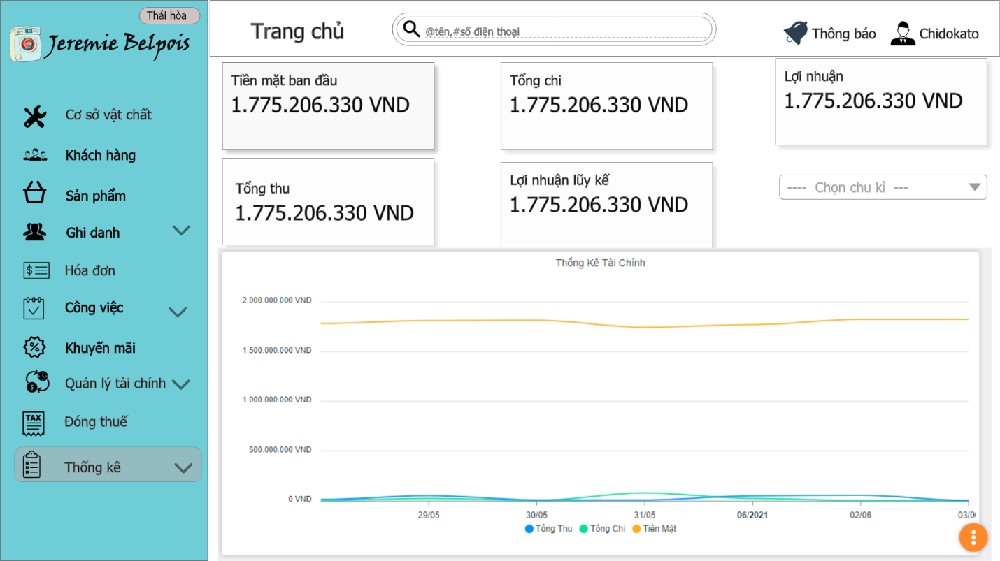 Thái hòa
Jeremie Belpois
Trang chủ
@tên,#số điện thoại
Thông báo
Chidokato
Cơ sở vật chất
Khách hàng
Sản phẩm
Ghi danh
Hóa đơn
Công việc
Khuyến mãi
Quản lý tài chính
TAX
Đóng thuế
Thống kê
Tiền mặt ban đầu
1.775.206.330 VND
Tổng chi
1.775.206.330 VND
Lợi nhuận
1.775.206.330 VND
Tổng thu
1.775.206.330 VND
Lợi nhuận lũy kế
1.775.206.330 VND
---- Chọn chu kì ---
Thống Kê Tài Chính
2.000.000.000 VND
1.500.000.000 VND
1.000.000.000 VND
500.000.000 VND
0 VND
29/05 30/05 31/05 06/2021 02/06
Tổng Thu Tổng Chi Tiền Mặt